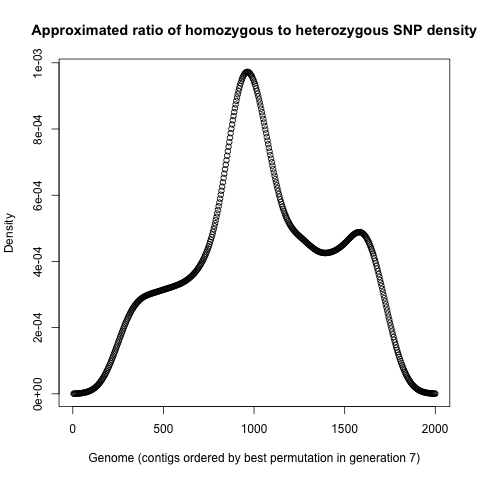 Approximated ratio of homozygous to heterozygous SNP density
1e-03
8e-04
6e-04
4e-04
2e-04
0e+00
Density
0 500 1000 1500 2000
Genome (contigs ordered by best permutation in generation 7)